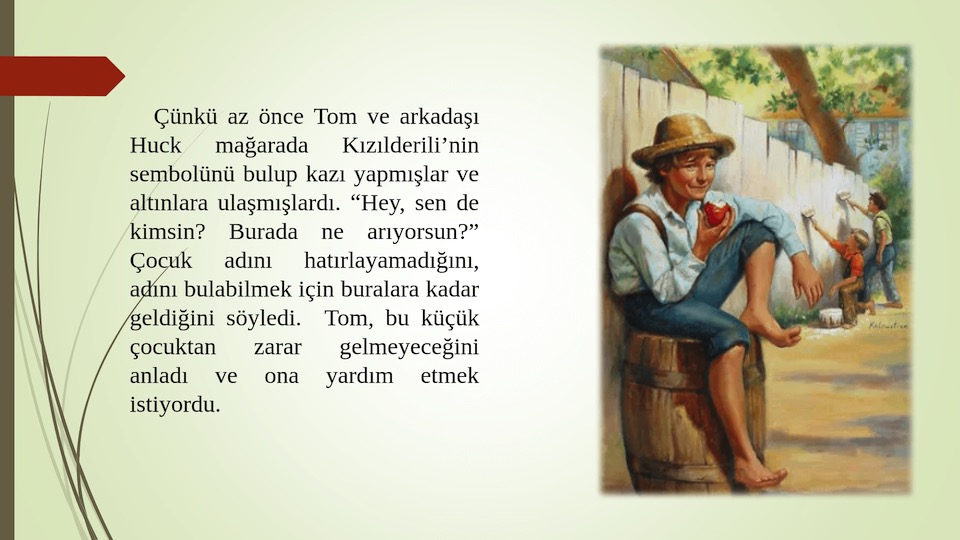 Çünkü az önce Tom ve arkadaşı
Huck mağarada Kızılderili’nin
sembolünü bulup kazı yapmışlar ve
altınlara ulaşmışlardı. “Hey, sen de
kimsin? Burada ne arıyorsun?”
Çocuk adını hatırlayamadığını,
adını bulabilmek için buralara kadar
geldiğini söyledi. Tom, bu küçük
çocuktan zarar gelmeyeceğini
anladı ve ona yardım etmek
istiyordu.